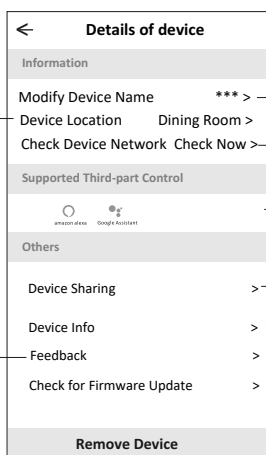 ← Details of device
Information
Modify Device Name *** >
Device Location Dining Room >
Check Device Network Check Now >
Supported Third-part Control
amazon alexa Google Assistant
Others
Device Sharing >
Device Info >
Feedback >
Check for Firmware Update >
Remove Device